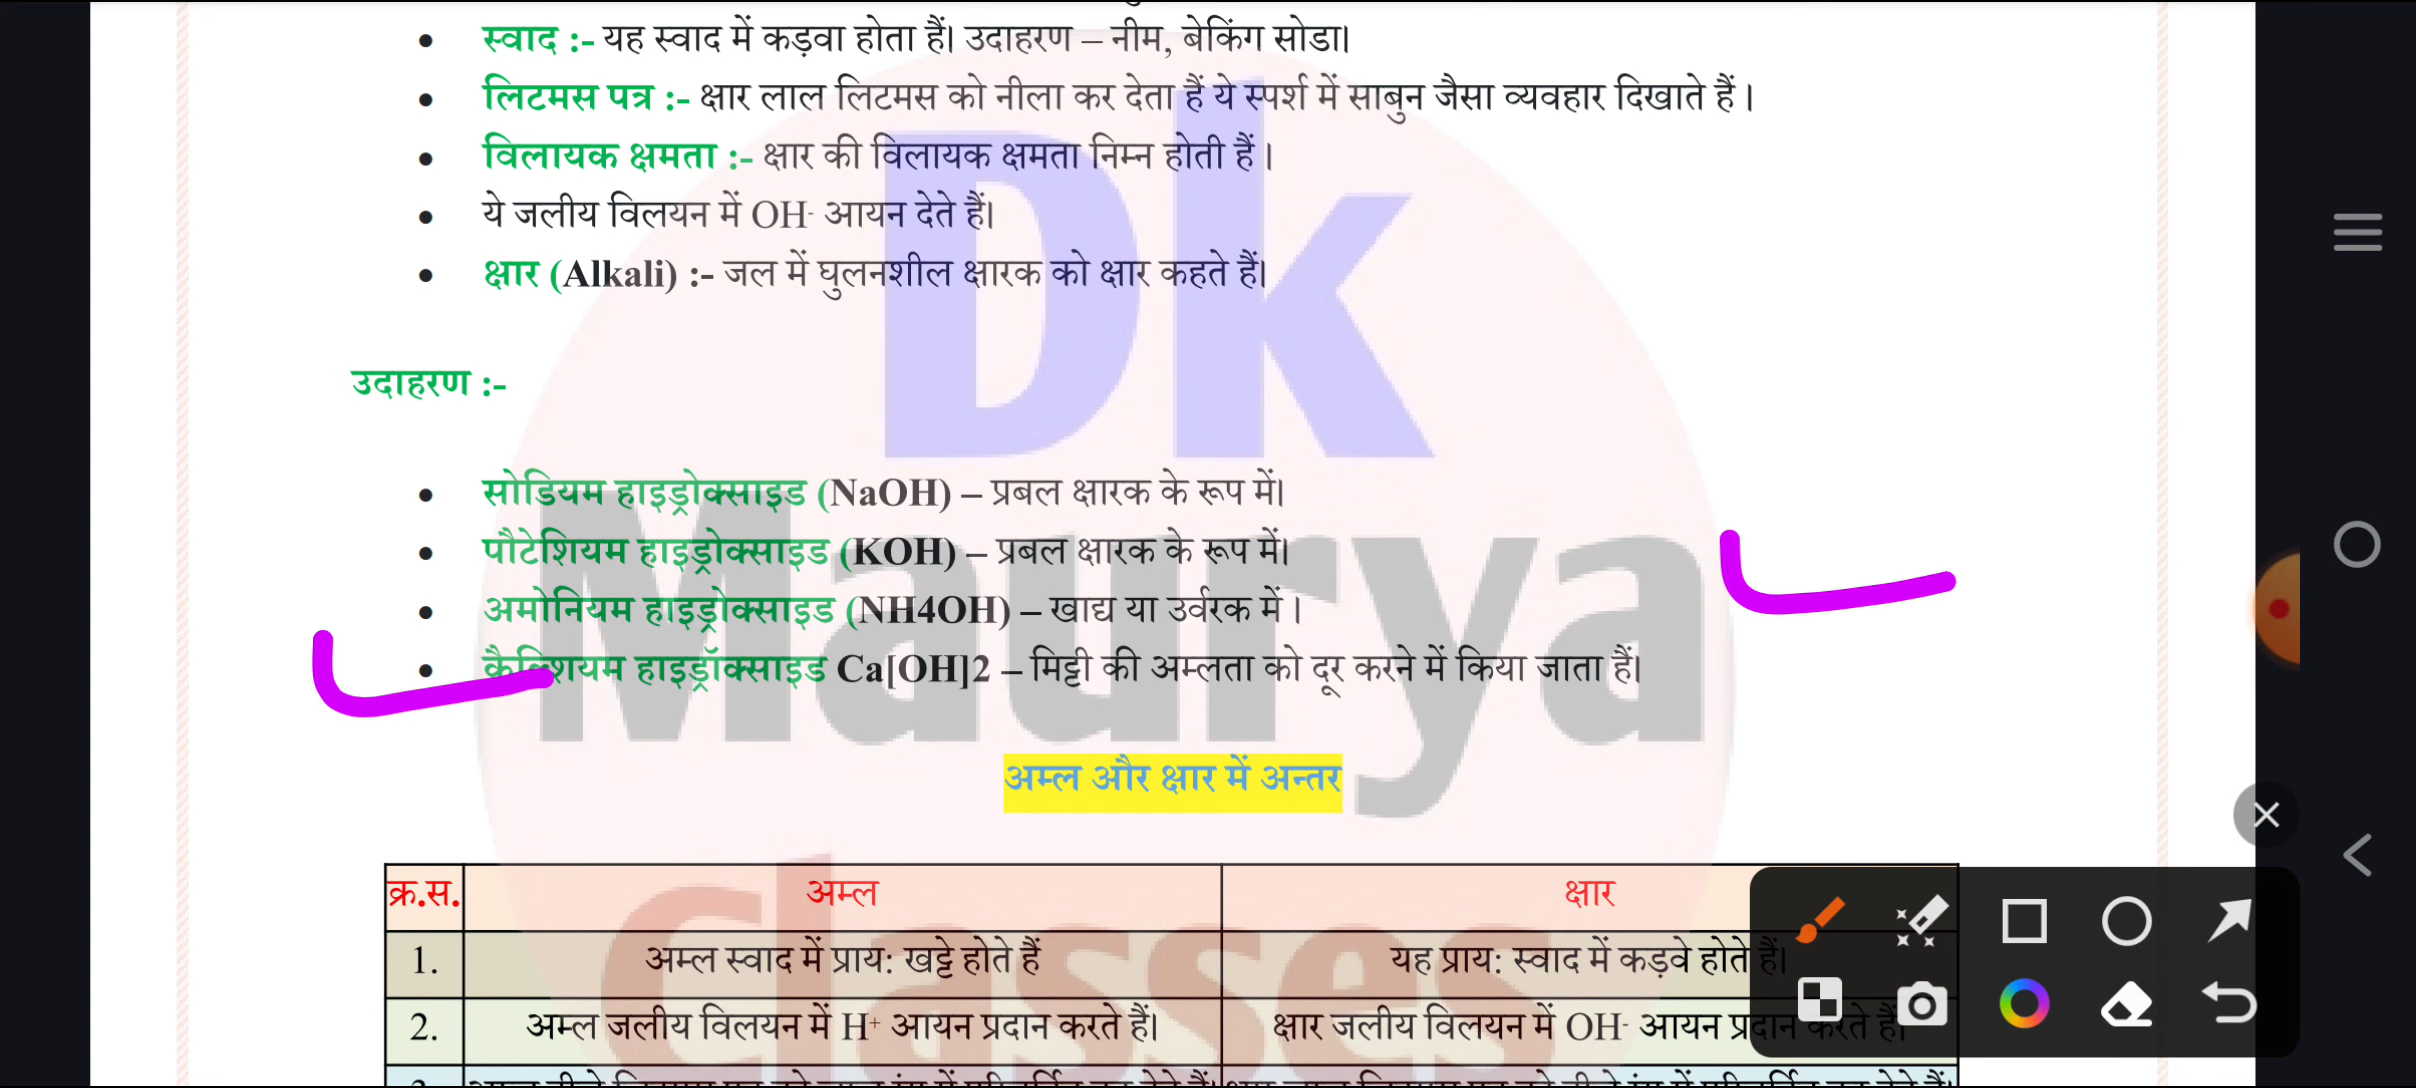 स्वाद :- यह स्वाद में कड़वा होता हैं। उदाहरण – नीम, बेकिंग सोडा।
लिटमस पत्र :- क्षार लाल लिटमस को नीला कर देता हैं ये स्पर्श में साबुन जैसा व्यवहार दिखाते हैं ।
विलायक क्षमता :- क्षार की विलायक क्षमता निम्न होती हैं ।
ये जलीय विलयन में OH- आयन देते हैं।
क्षार (Alkali) :- जल में घुलनशील क्षारक को क्षार कहते हैं।
उदाहरण :-
सोडियम हाइड्रोक्साइड (NaOH) – प्रबल क्षारक के रूप में।
पौटेशियम हाइड्रोक्साइड (KOH) – प्रबल क्षारक के रूप में।
अमोनियम हाइड्रोक्साइड (NH4OH) – खाद्य या उर्वरक में ।
कैल्शियम हाइड्रॉक्साइड Ca[OH]2 – मिट्टी की अम्लता को दूर करने में किया जाता हैं।
अम्ल और क्षार में अन्तर
क्र.स. अम्ल क्षार
1. अम्ल स्वाद में प्राय: खट्टे होते हैं यह प्राय: स्वाद में कड़वे होते हैं।
2. अम्ल जलीय विलयन में H+ आयन प्रदान करते हैं। क्षार जलीय विलयन में OH- आयन प्रदान करते हैं।
Dk
Maurya
Classes